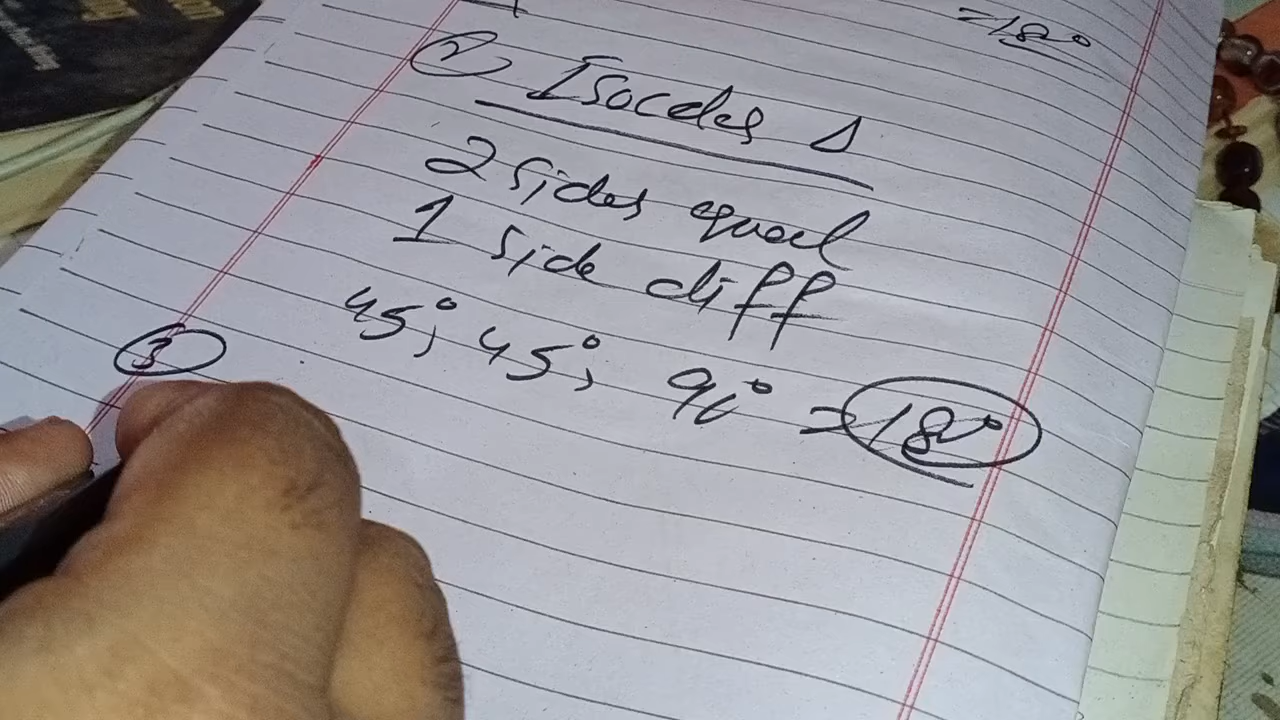 =180°
② Isoceles Δ
2 sides equal
1 side diff
45°, 45°, 90° = 180°
③